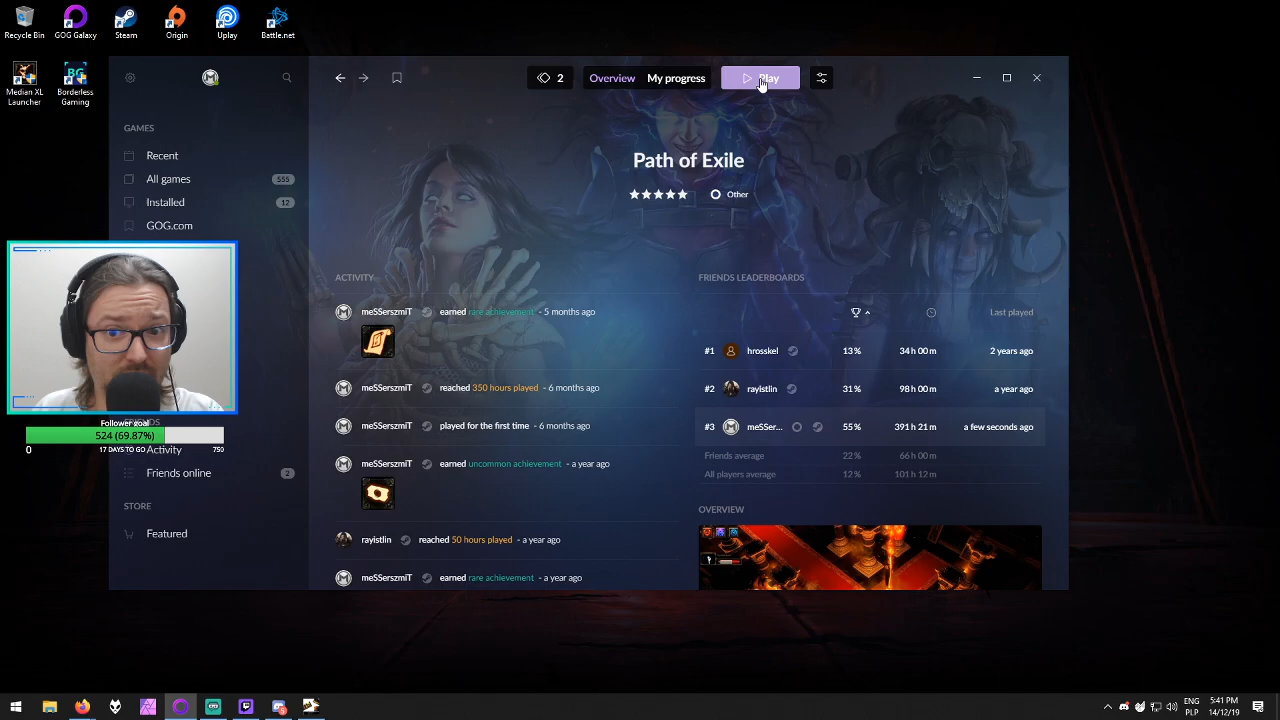 Recycle Bin
GOG Galaxy
Steam
Origin
Uplay
Battle.net
Median XL
Launcher
Borderless
Gaming
2
Overview
My progress
Play
GAMES
Recent
All games
555
Installed
12
GOG.com
Path of Exile
Other
ACTIVITY
meSSerszmiT earned rare achievement - 5 months ago
meSSerszmiT reached 350 hours played - 6 months ago
meSSerszmiT played for the first time - 6 months ago
meSSerszmiT earned uncommon achievement - a year ago
rayistlin reached 50 hours played - a year ago
meSSerszmiT earned rare achievement - a year ago
FRIENDS LEADERBOARDS
Last played
#1 hrosskel 13 % 34 h 00 m 2 years ago
#2 rayistlin 31 % 98 h 00 m a year ago
#3 meSSer... 55 % 391 h 21 m a few seconds ago
Friends average 22 % 66 h 00 m
All players average 12 % 101 h 12 m
OVERVIEW
FRIENDS
Follower goal
524 (69.87%)
0
17 DAYS TO GO
750
Activity
Friends online
2
STORE
Featured
ENG
PLP
5:41 PM
14/12/19